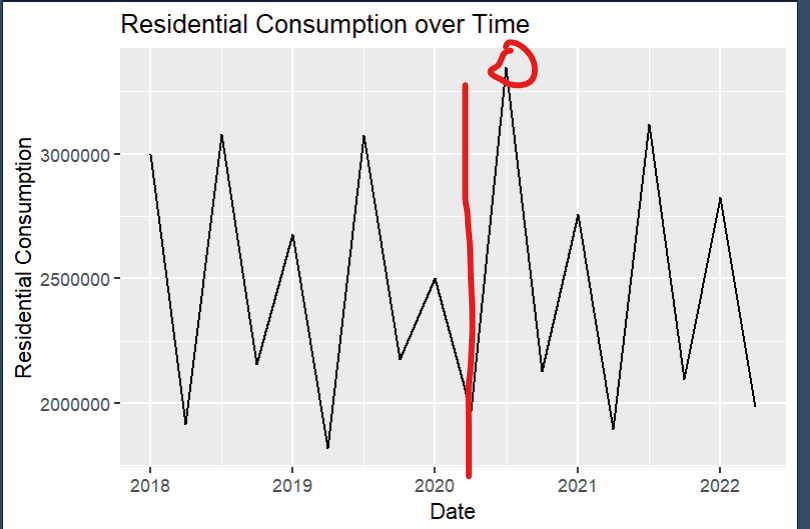 Residential Consumption over Time
Residential Consumption
3000000
2500000
2000000
2018 2019 2020 2021 2022
Date